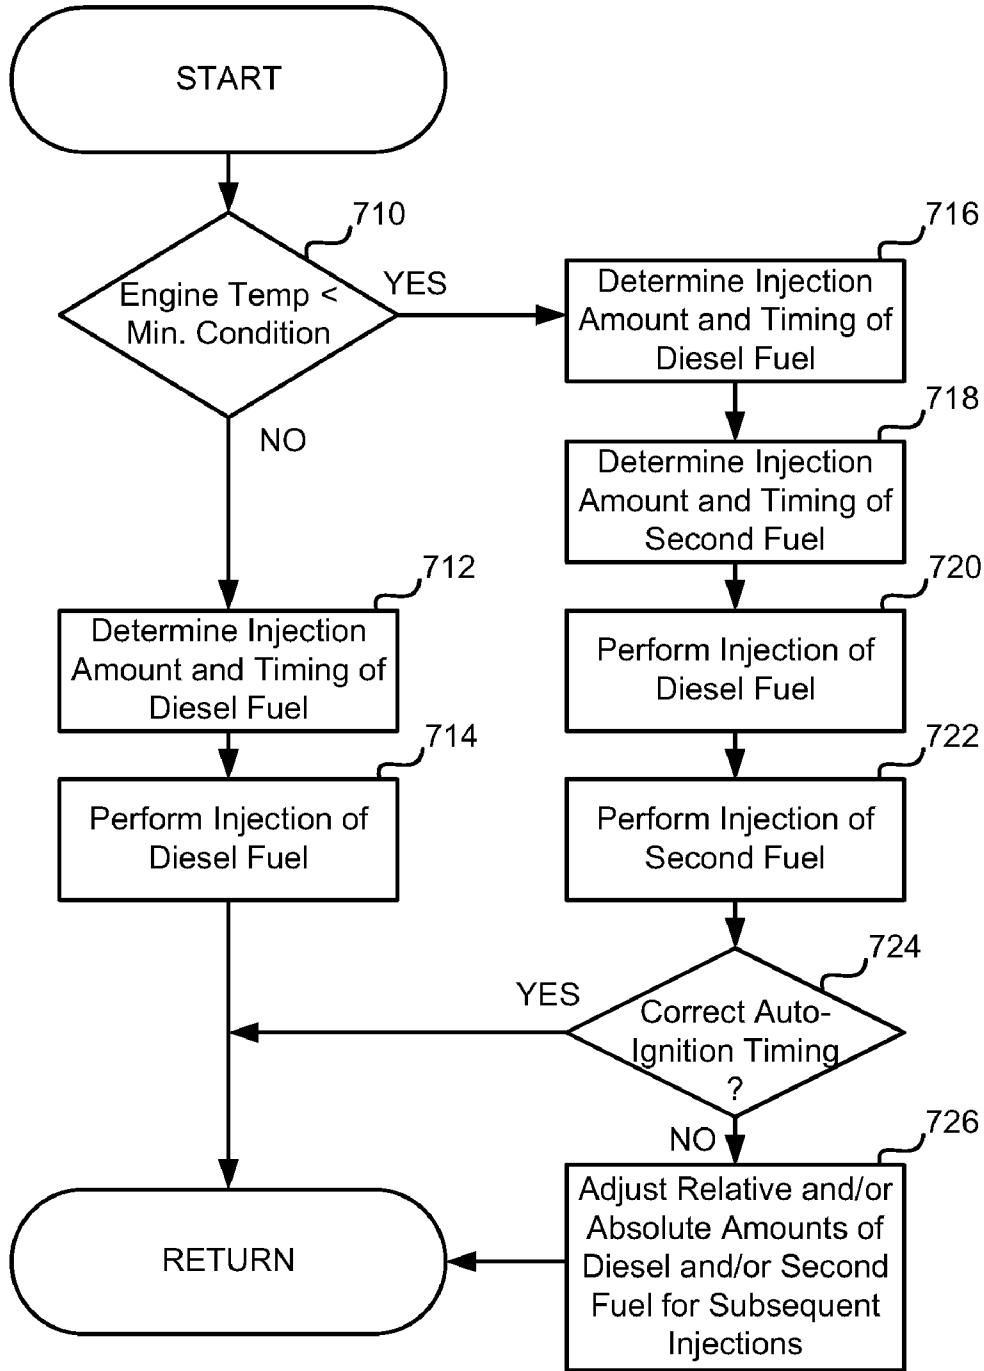 START
710
Engine Temp <
Min. Condition
YES
NO
716
Determine Injection
Amount and Timing of
Diesel Fuel
718
Determine Injection
Amount and Timing of
Second Fuel
712
Determine Injection
Amount and Timing of
Diesel Fuel
720
Perform Injection of
Diesel Fuel
714
Perform Injection of
Diesel Fuel
722
Perform Injection of
Second Fuel
724
Correct Auto-
Ignition Timing
?
YES
NO
726
Adjust Relative and/or
Absolute Amounts of
Diesel and/or Second
Fuel for Subsequent
Injections
RETURN